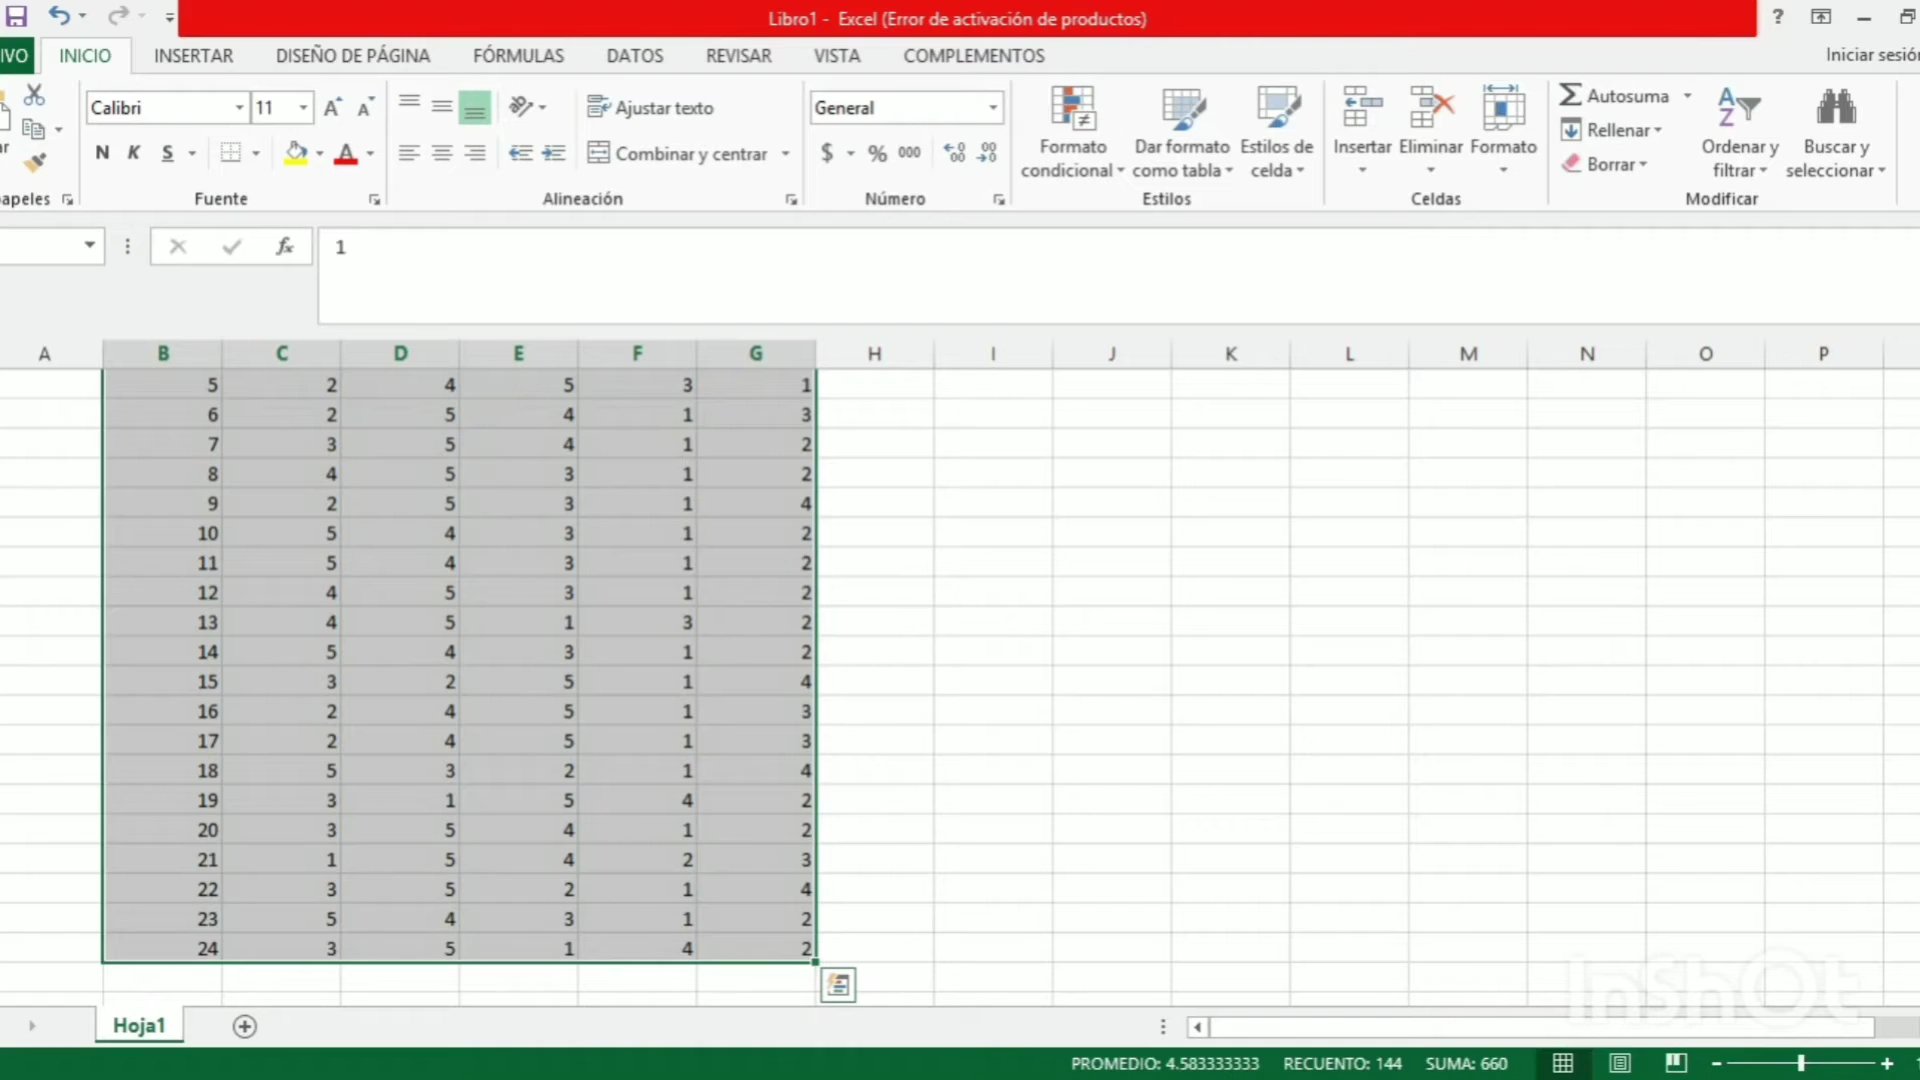 Libro1 - Excel (Error de activación de productos)
?
IVO INICIO INSERTAR DISEÑO DE PÁGINA FÓRMULAS DATOS REVISAR VISTA COMPLEMENTOS Iniciar sesión
Calibri 11 Ajustar texto General
N K S A Combinar y centrar $ % 000
Formato condicional Dar formato como tabla Estilos de celda
Insertar Eliminar Formato
Autosuma
Rellenar
Borrar
Ordenar y filtrar Buscar y seleccionar
apeles Fuente Alineación Número Estilos Celdas Modificar
fx 1
A B C D E F G H I J K L M N O P
5 2 4 5 3 1
6 2 5 4 1 3
7 3 5 4 1 2
8 4 5 3 1 2
9 2 5 3 1 4
10 5 4 3 1 2
11 5 4 3 1 2
12 4 5 3 1 2
13 4 5 1 3 2
14 5 4 3 1 2
15 3 2 5 1 4
16 2 4 5 1 3
17 2 4 5 1 3
18 5 3 2 1 4
19 3 1 5 4 2
20 3 5 4 1 2
21 1 5 4 2 3
22 3 5 2 1 4
23 5 4 3 1 2
24 3 5 1 4 2
InShOt
Hoja1
PROMEDIO: 4.583333333 RECUENTO: 144 SUMA: 660